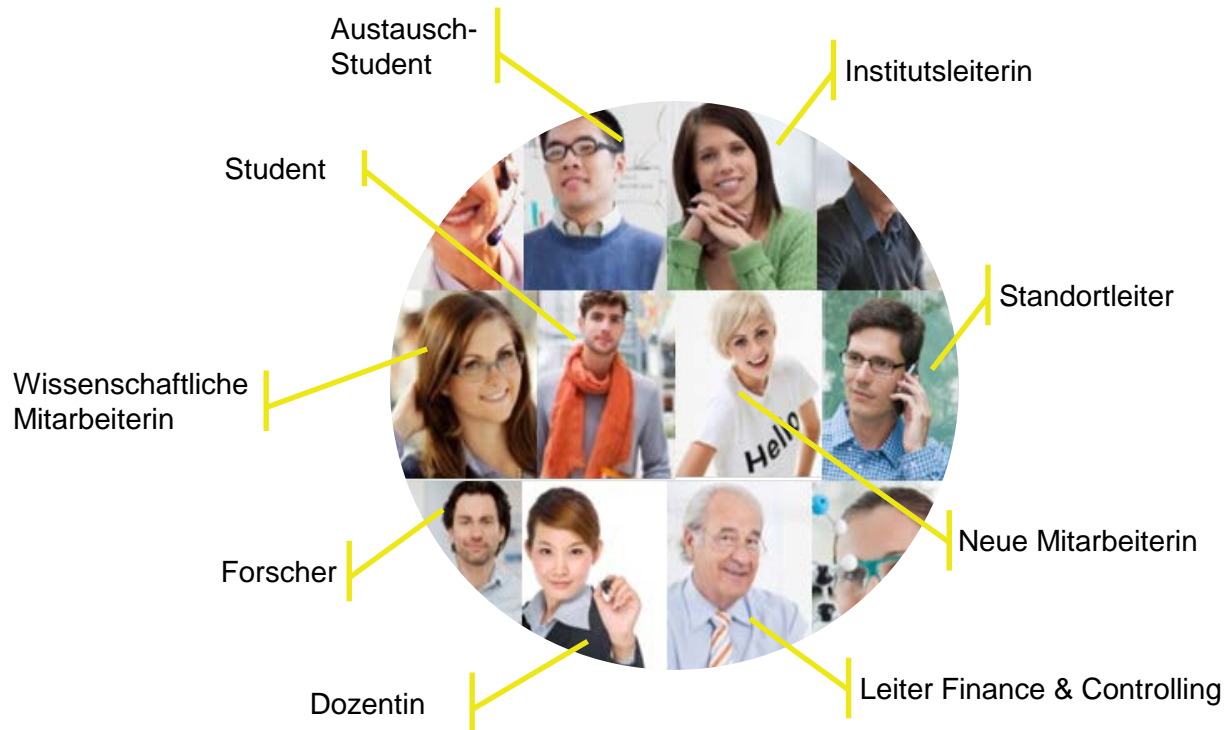 Austausch-
Student
Institutsleiterin
Student
Standortleiter
Wissenschaftliche
Mitarbeiterin
Hello
Neue Mitarbeiterin
Forscher
Leiter Finance & Controlling
Dozentin